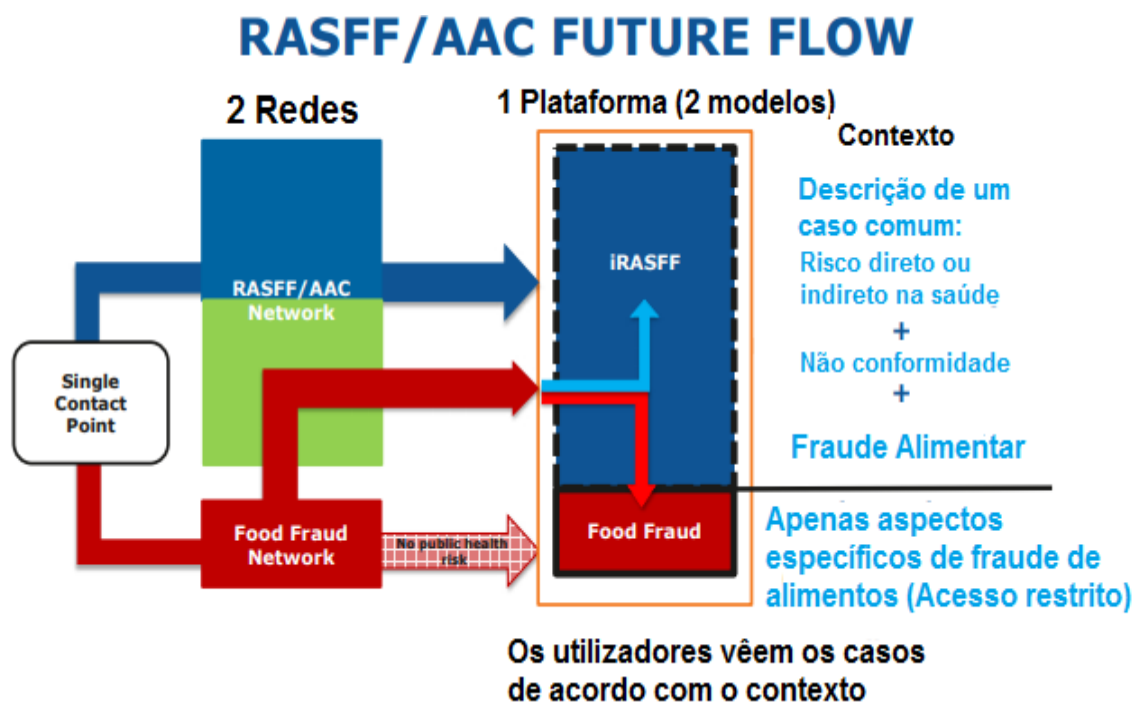 RASFF/AAC FUTURE FLOW
2 Redes
1 Plataforma (2 modelos)
Contexto
Descrição de um
caso comum:
Risco direto ou
indireto na saúde
+
Não conformidade
+
Fraude Alimentar
iRASFF
RASFF/AAC
Network
Single
Contact
Point
Food Fraud
Network
No public health
risk
Food Fraud
Apenas aspectos
específicos de fraude de
alimentos (Acesso restrito)
Os utilizadores vêem os casos
de acordo com o contexto